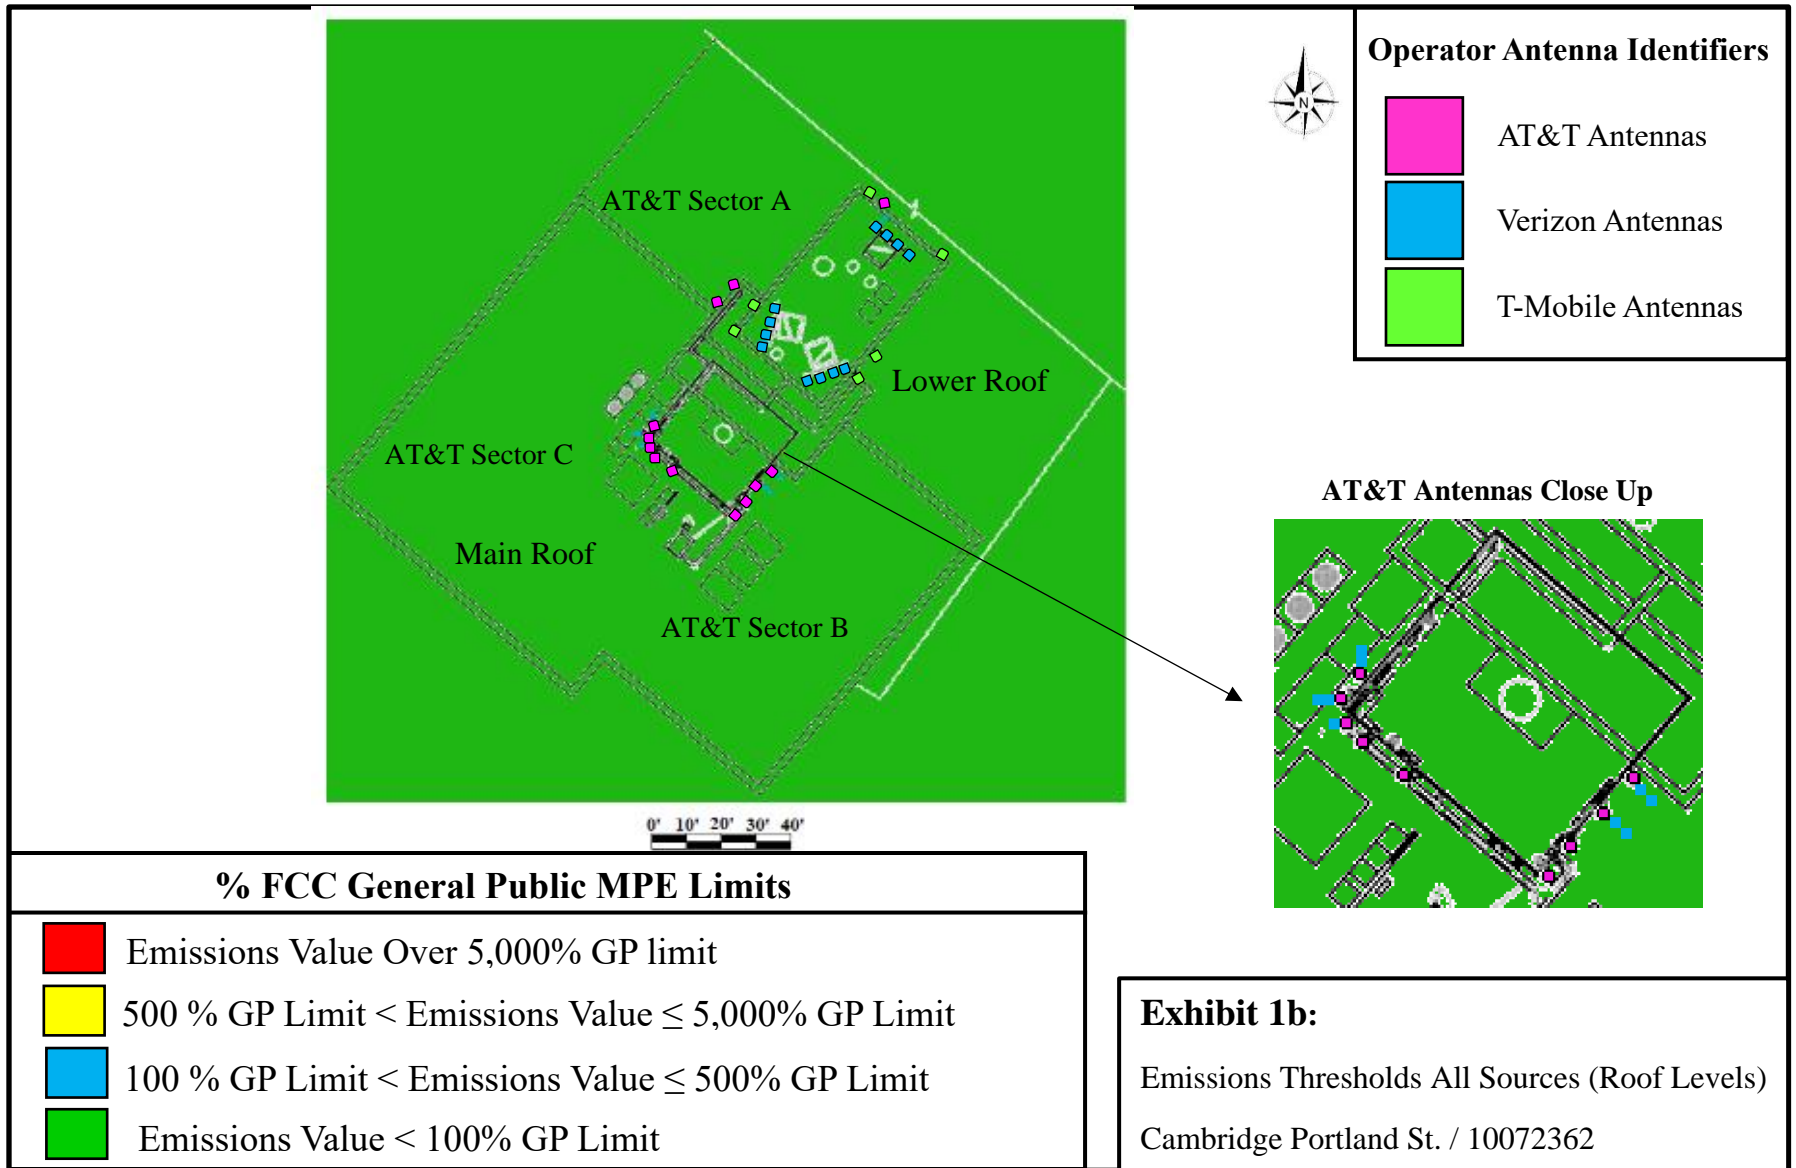 Operator Antenna Identifiers
N
AT&T Antennas
Verizon Antennas
T-Mobile Antennas
AT&T Sector A
Lower Roof
AT&T Sector C
Main Roof
AT&T Sector B
AT&T Antennas Close Up
0' 10' 20' 30' 40'
% FCC General Public MPE Limits
Emissions Value Over 5,000% GP limit
500 % GP Limit < Emissions Value ≤ 5,000% GP Limit
100 % GP Limit < Emissions Value ≤ 500% GP Limit
Emissions Value < 100% GP Limit
Exhibit 1b:
Emissions Thresholds All Sources (Roof Levels)
Cambridge Portland St. / 10072362